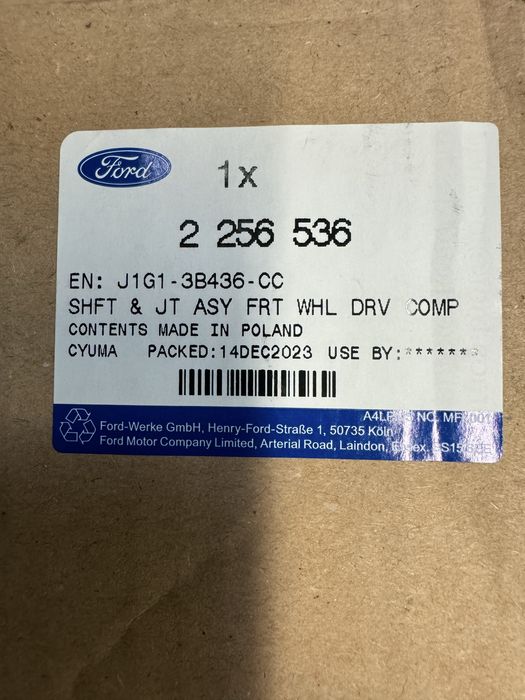 Ford
1x
2 256 536
EN: J1G1-3B436-CC
SHFT & JT ASY FRT WHL DRV COMP
CONTENTS MADE IN POLAND
CYUMA PACKED:14DEC2023 USE BY:******
NO.
Ford-Werke GmbH, Henry-Ford-Straße 1, 50735 Köln
Ford Motor Company Limited, Arterial Road, Laindon,